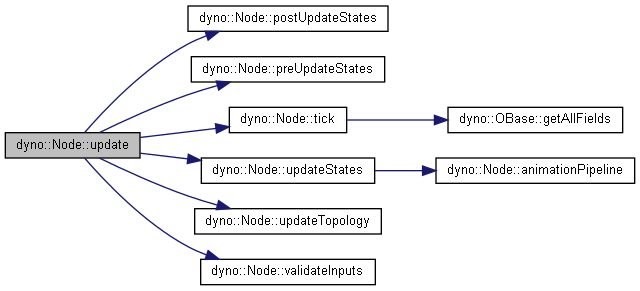 dyno::Node::update
dyno::Node::postUpdateStates
dyno::Node::preUpdateStates
dyno::Node::tick
dyno::OBase::getAllFields
dyno::Node::updateStates
dyno::Node::animationPipeline
dyno::Node::updateTopology
dyno::Node::validateInputs